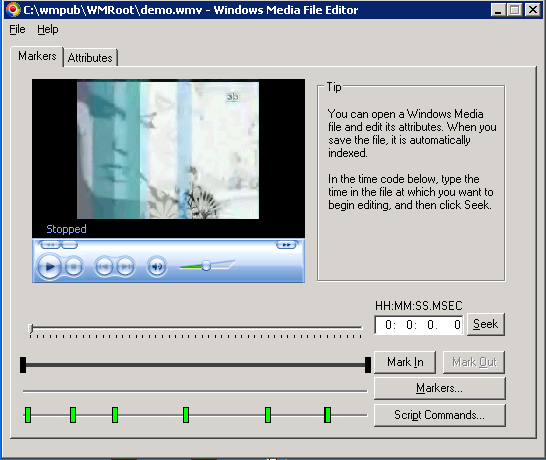 C:\wmpub\WMRoot\demo.wmv - Windows Media File Editor
File Help
Markers Attributes
Tip
You can open a Windows Media
file and edit its attributes. When you
save the file, it is automatically
indexed.
In the time code below, type the
time in the file at which you want to
begin editing, and then click Seek.
Stopped
HH:MM:SS.MSEC
0: 0: 0. 0 Seek
Mark In Mark Out
Markers...
Script Commands...